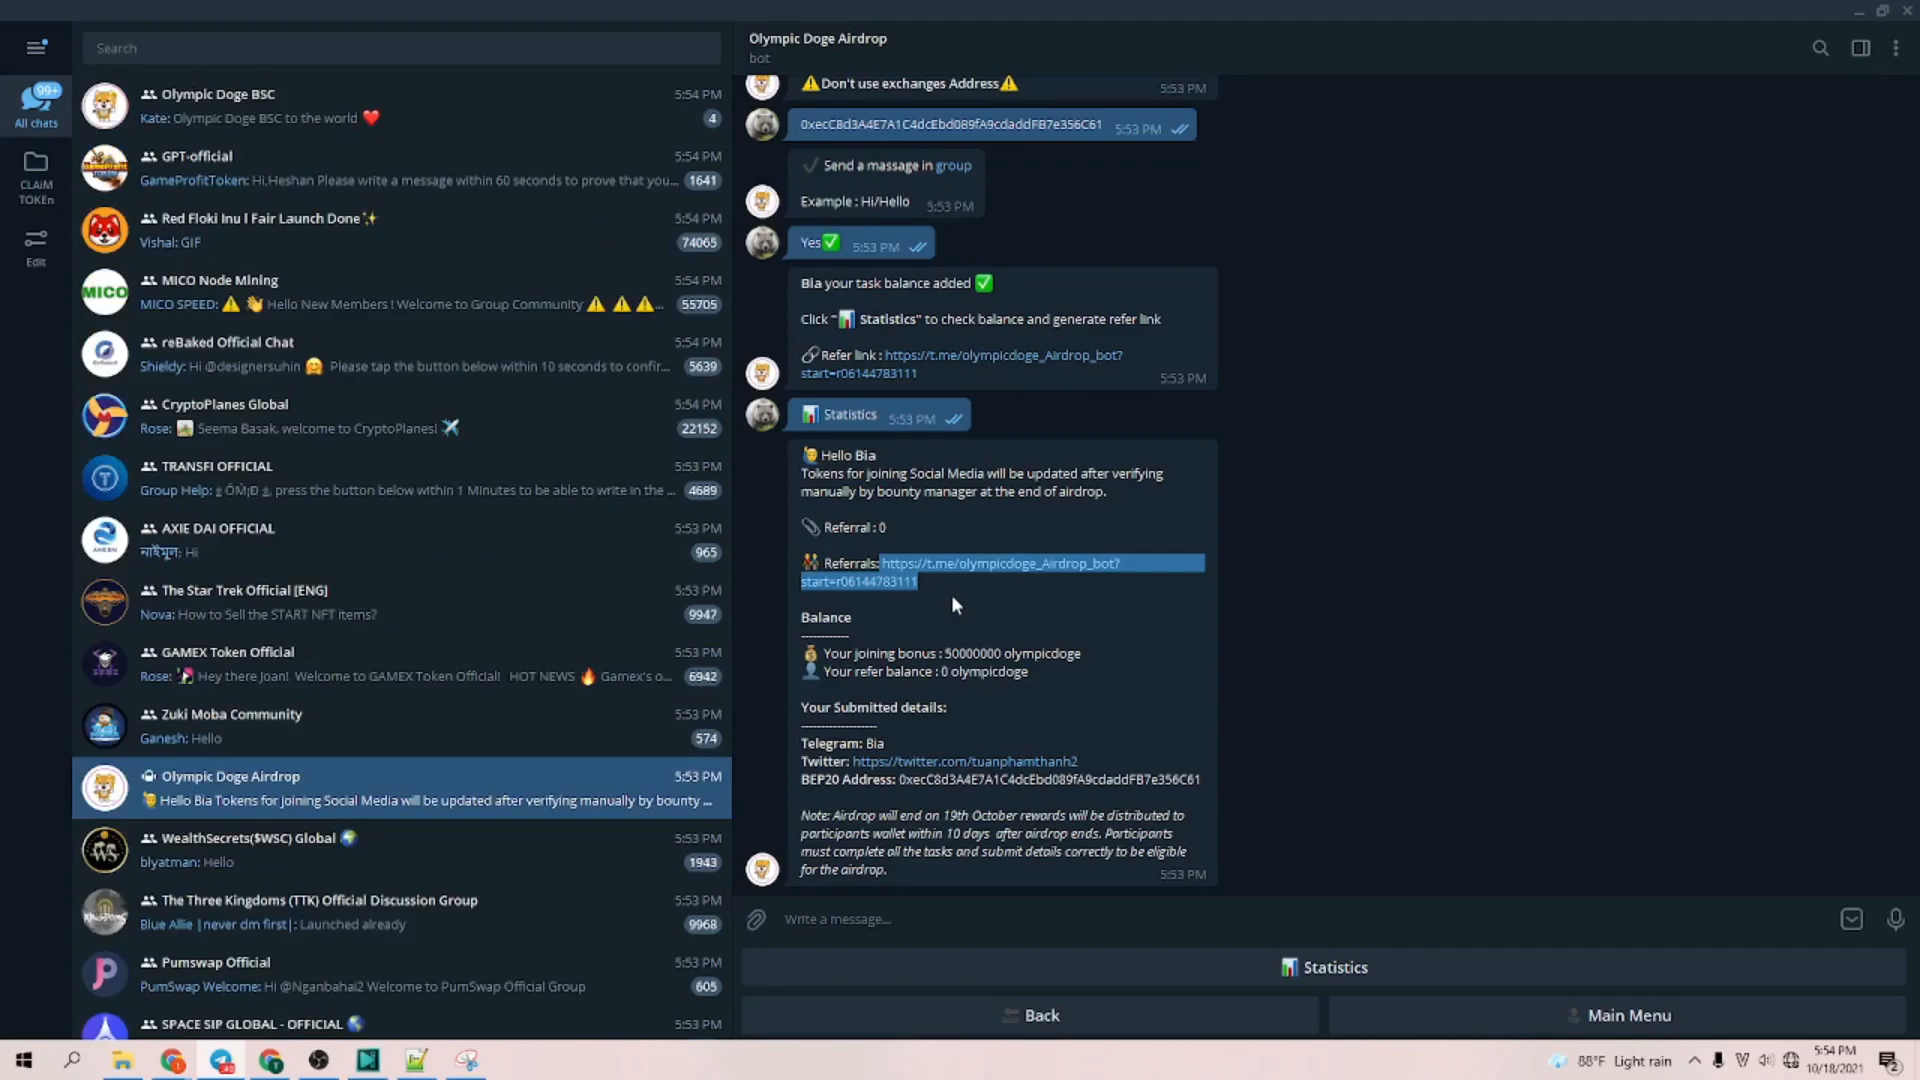 Search
99+
All chats
CLAIM
TOKEn
Edit
Olympic Doge BSC
5:54 PM
Kate: Olympic Doge BSC to the world ❤️
4
GPT-official
5:54 PM
GameProfitToken: Hi,Heshan Please write a message within 60 seconds to prove that you...
1641
Red Floki Inu l Fair Launch Done✨
5:54 PM
Vishal: GIF
74065
MICO
MICO Node Mining
5:54 PM
MICO SPEED: ⚠️ 👋 Hello New Members ! Welcome to Group Community ⚠️ ⚠️ ⚠️...
55705
reBaked Official Chat
5:54 PM
Shieldy: Hi @designersuhin 🤗 Please tap the button below within 10 seconds to confir...
5639
CryptoPlanes Global
5:54 PM
Rose: Seema Basak, welcome to CryptoPlanes! ✈️
22152
TRANSFI OFFICIAL
5:53 PM
press the button below within 1 Minutes to be able to write in the ...
4689
AXIE DAI OFFICIAL
5:53 PM
নাইমুল: Hi
965
The Star Trek Official [ENG]
5:53 PM
Nova: How to Sell the START NFT items?
9947
GAMEX Token Official
5:53 PM
Rose: Hey there Joan! Welcome to GAMEX Token Official! HOT NEWS 🔥 Gamex's o...
6942
Zuki Moba Community
5:53 PM
Ganesh: Hello
574
Olympic Doge Airdrop
5:53 PM
🙋Hello Bia Tokens for joining Social Media will be updated after verifying manually by bounty ...
WealthSecrets($WSC) Global 🌍
5:53 PM
blyatman: Hello
1943
The Three Kingdoms (TTK) Official Discussion Group
5:53 PM
Blue Allie |never dm first|: Launched already
9968
Pumswap Official
5:53 PM
PumSwap Welcome: Hi @Nganbahai2 Welcome to PumSwap Official Group
605
SPACE SIP GLOBAL - OFFICIAL 🌎
5:53 PM
Olympic Doge Airdrop
bot
⚠️Don't use exchanges Address⚠️
5:53 PM
0xecC8d3A4E7A1C4dcEbd089fA9cdaddFB7e356C61
5:53 PM
✔️ Send a massage in group
Example : Hi/Hello
5:53 PM
Yes✅
5:53 PM
Bia your task balance added ✅
Click "📊 Statistics" to check balance and generate refer link
🔗Refer link : https://t.me/olympicdoge_Airdrop_bot?
start=r06144783111
5:53 PM
📊 Statistics
5:53 PM
🙋Hello Bia
Tokens for joining Social Media will be updated after verifying
manually by bounty manager at the end of airdrop.
📎 Referral : 0
👬 Referrals: https://t.me/olympicdoge_Airdrop_bot?
start=r06144783111
Balance
------------
💰 Your joining bonus : 50000000 olympicdoge
👤 Your refer balance : 0 olympicdoge
Your Submitted details:
-------------------
Telegram: Bia
Twitter: https://twitter.com/tuanphamthanh2
BEP20 Address: 0xecC8d3A4E7A1C4dcEbd089fA9cdaddFB7e356C61
Note: Airdrop will end on 19th October rewards will be distributed to
participants wallet within 10 days after airdrop ends. Participants
must complete all the tasks and submit details correctly to be eligible
for the airdrop.
5:53 PM
Write a message...
📊 Statistics
Back
Main Menu
88°F Light rain
5:54 PM
10/18/2021
2